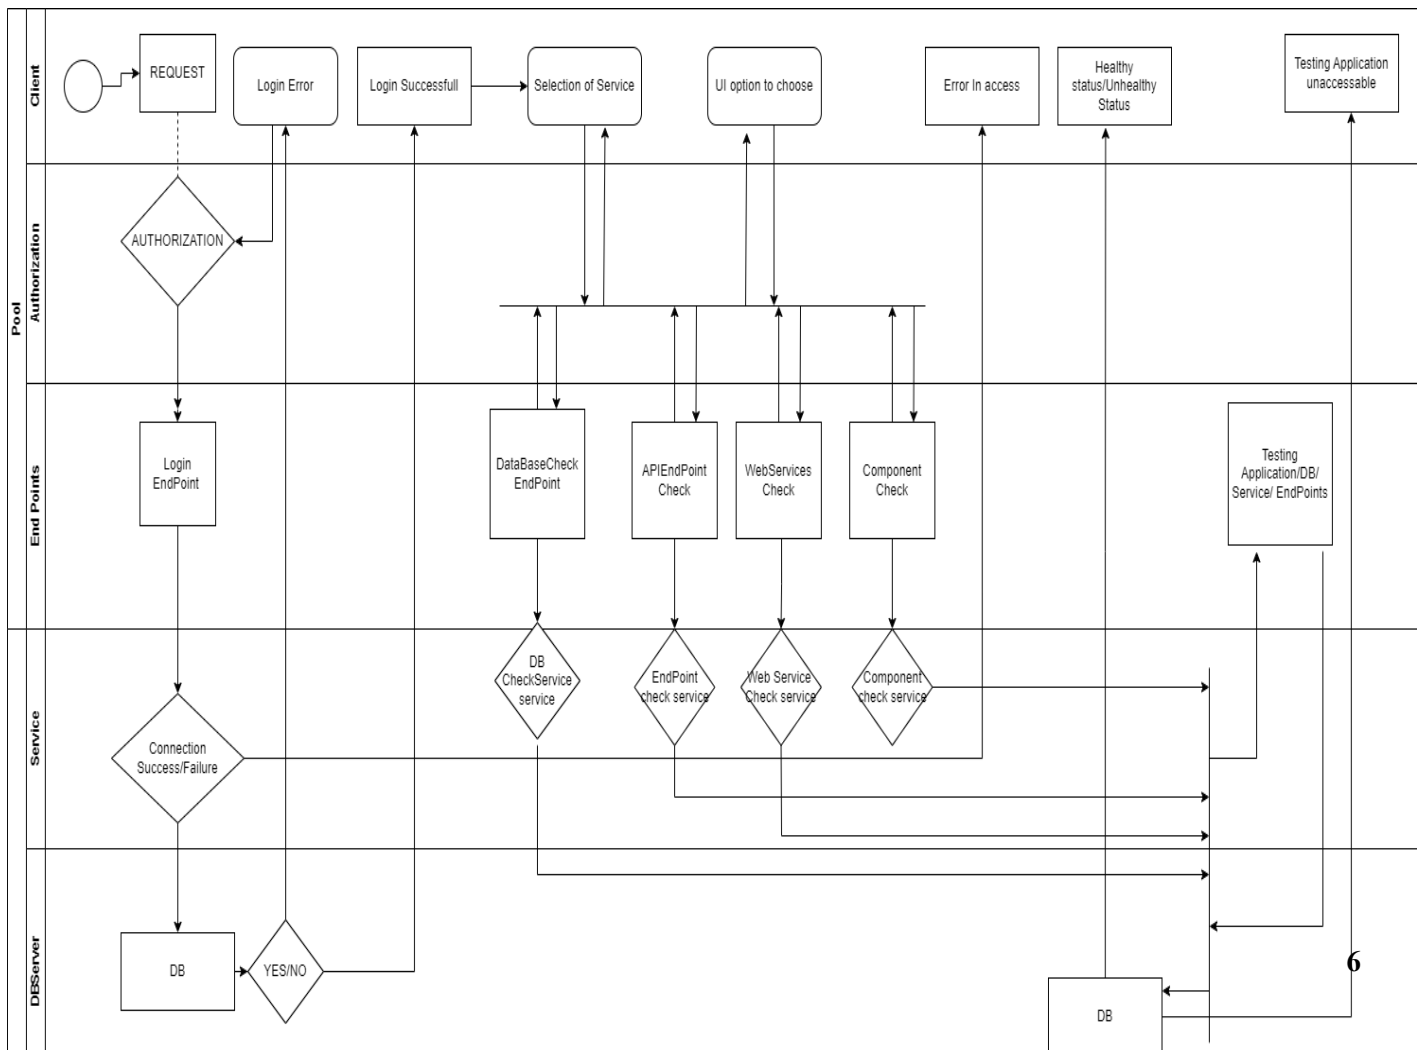 Pool
Client
Authorization
End Points
Service
DBServer
REQUEST
Login Error
Login Successfull
Selection of Service
UI option to choose
Error In access
Healthy
status/Unhealthy
Status
Testing Application
unaccessable
AUTHORIZATION
Login
EndPoint
DataBaseCheck
EndPoint
APIEndPoint
Check
WebServices
Check
Component
Check
Testing
Application/DB/
Service/ EndPoints
DB
CheckService
service
EndPoint
check service
Web Service
Check service
Component
check service
Connection
Success/Failure
DB
YES/NO
DB
6